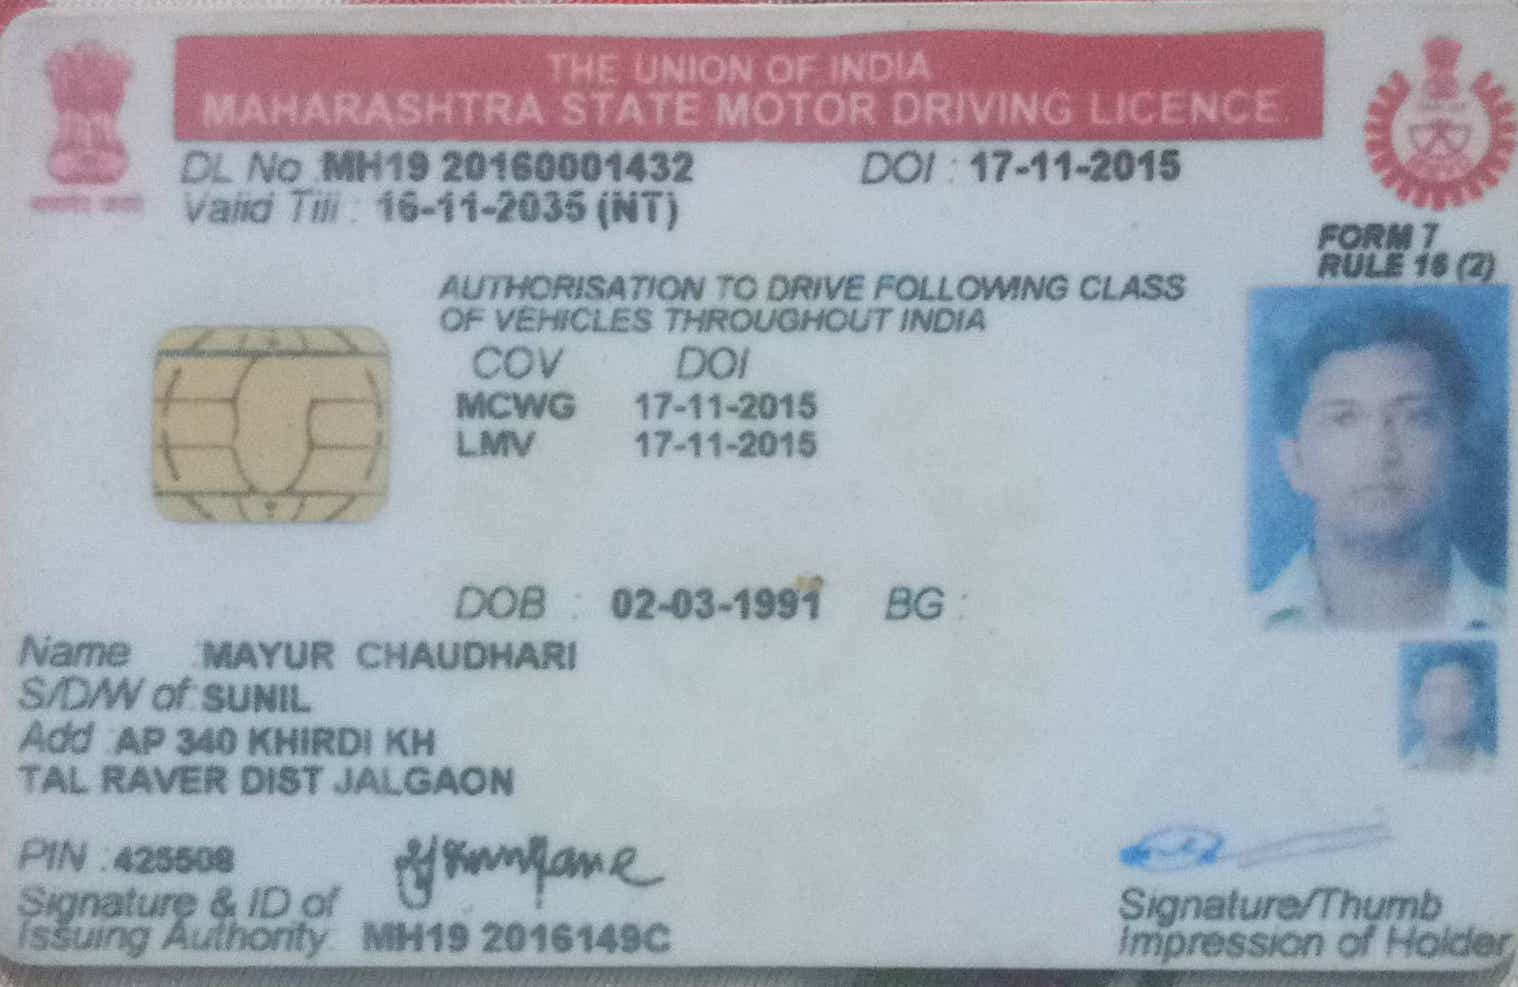 THE UNION OF INDIA
MAHARASHTRA STATE MOTOR DRIVING LICENCE
DL No : MH19 20160001432 DOI : 17-11-2015
Valid Till : 16-11-2035 (NT)
FORM 7
RULE 16 (2)
AUTHORISATION TO DRIVE FOLLOWING CLASS
OF VEHICLES THROUGHOUT INDIA
COV DOI
MCWG 17-11-2015
LMV 17-11-2015
DOB : 02-03-1991 BG :
Name : MAYUR CHAUDHARI
S/D/W of : SUNIL
Add : AP 340 KHIRDI KH
TAL RAVER DIST JALGAON
PIN : 425508
Signature & ID of
Issuing Authority : MH19 2016149C
Signature/Thumb
Impression of Holder